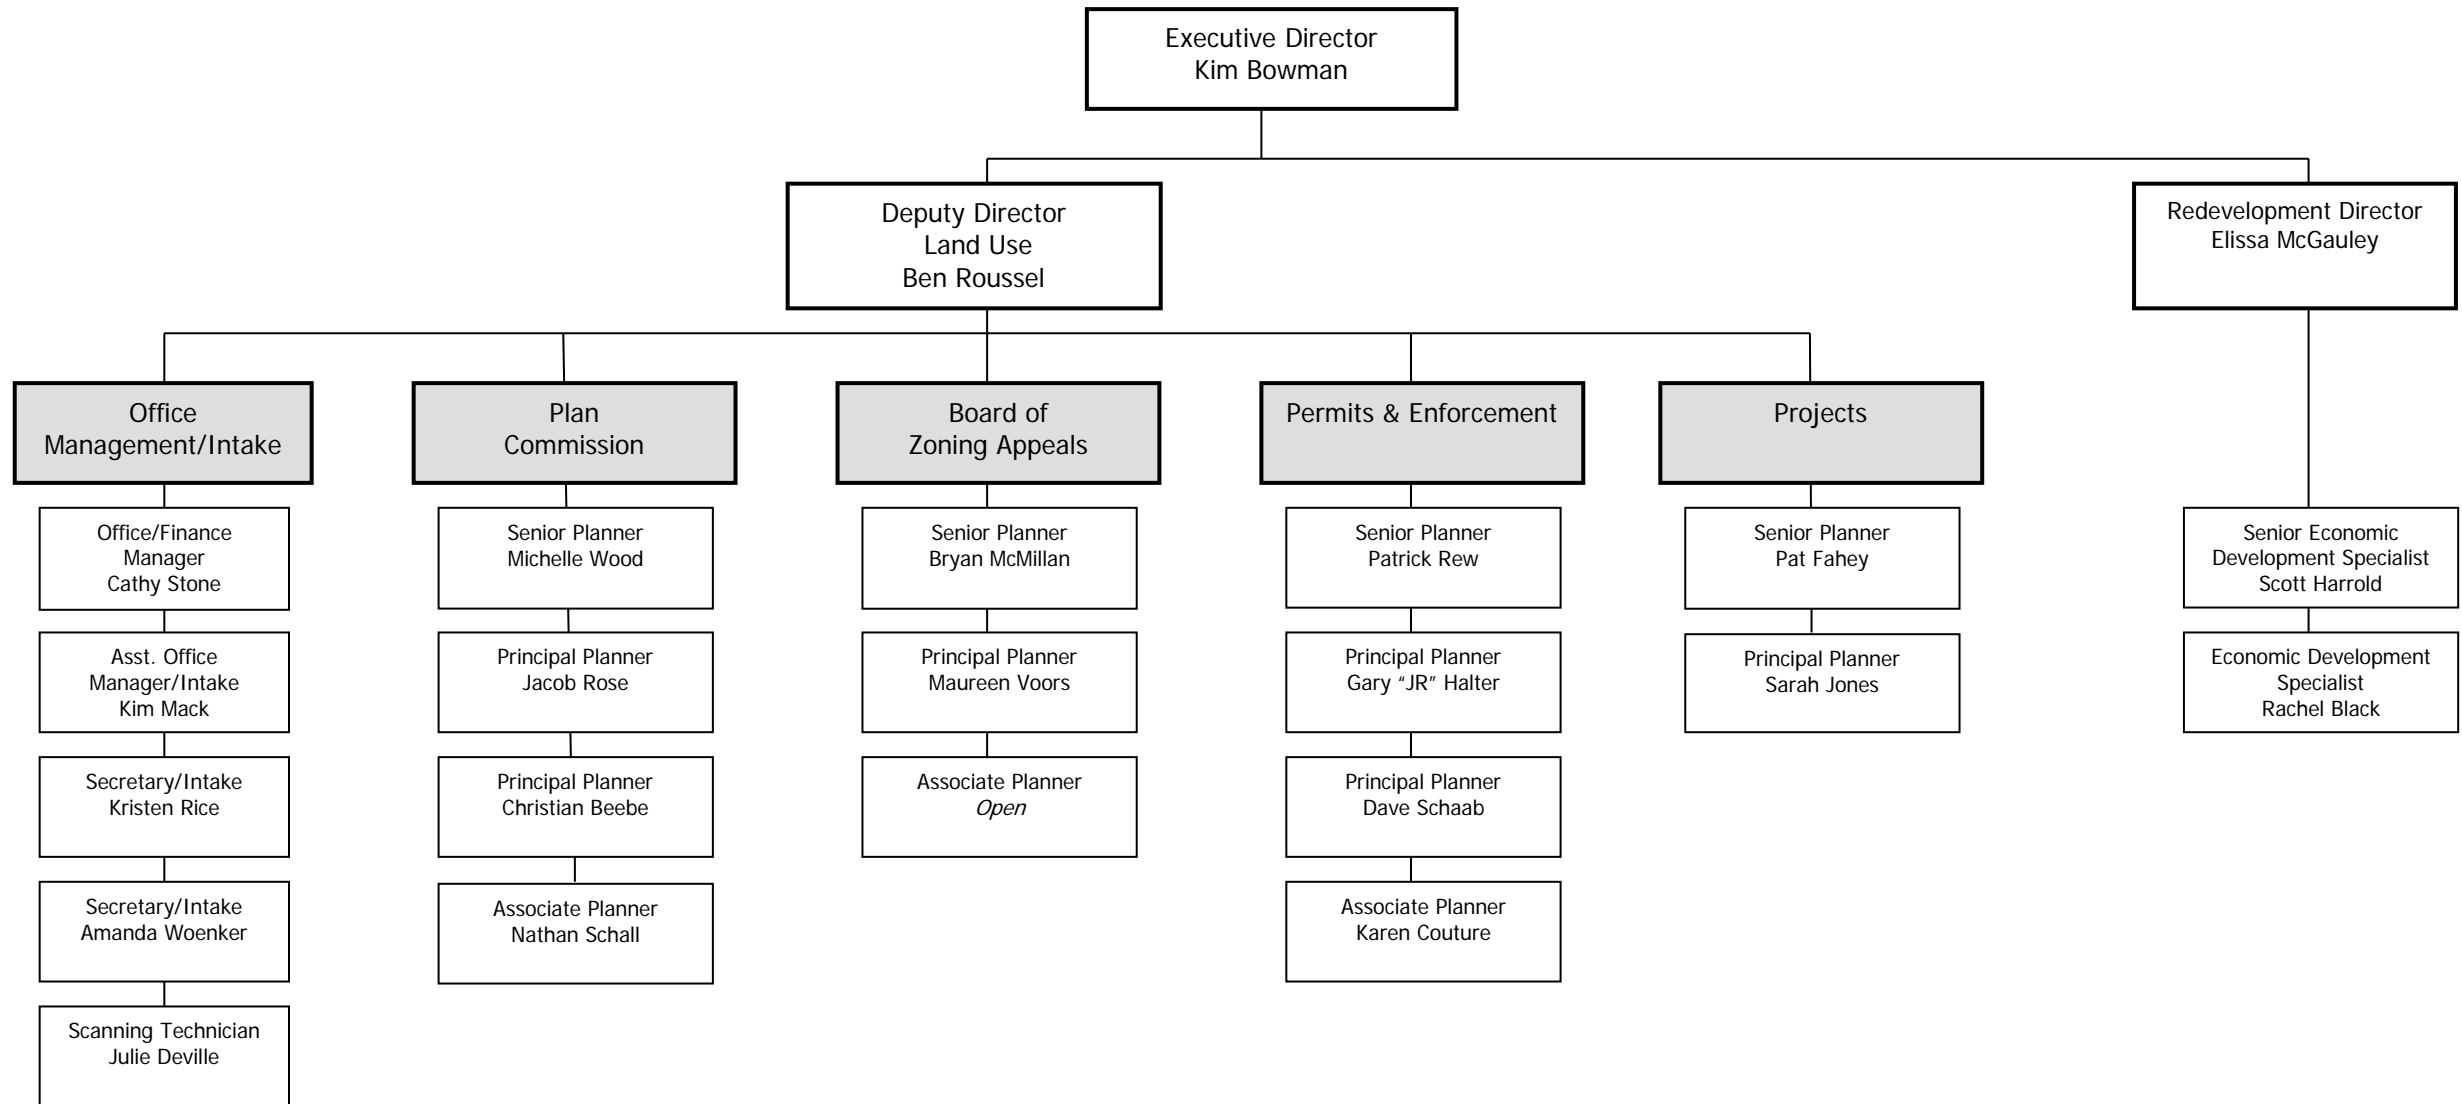 Executive Director
Kim Bowman
Deputy Director
Land Use
Ben Roussel
Redevelopment Director
Elissa McGauley
Office
Management/Intake
Plan
Commission
Board of
Zoning Appeals
Permits & Enforcement
Projects
Office/Finance
Manager
Cathy Stone
Senior Planner
Michelle Wood
Senior Planner
Bryan McMillan
Senior Planner
Patrick Rew
Senior Planner
Pat Fahey
Senior Economic
Development Specialist
Scott Harrold
Asst. Office
Manager/Intake
Kim Mack
Principal Planner
Jacob Rose
Principal Planner
Maureen Voors
Principal Planner
Gary “JR” Halter
Principal Planner
Sarah Jones
Economic Development
Specialist
Rachel Black
Secretary/Intake
Kristen Rice
Principal Planner
Christian Beebe
Associate Planner
Open
Principal Planner
Dave Schaab
Secretary/Intake
Amanda Woenker
Associate Planner
Nathan Schall
Associate Planner
Karen Couture
Scanning Technician
Julie Deville